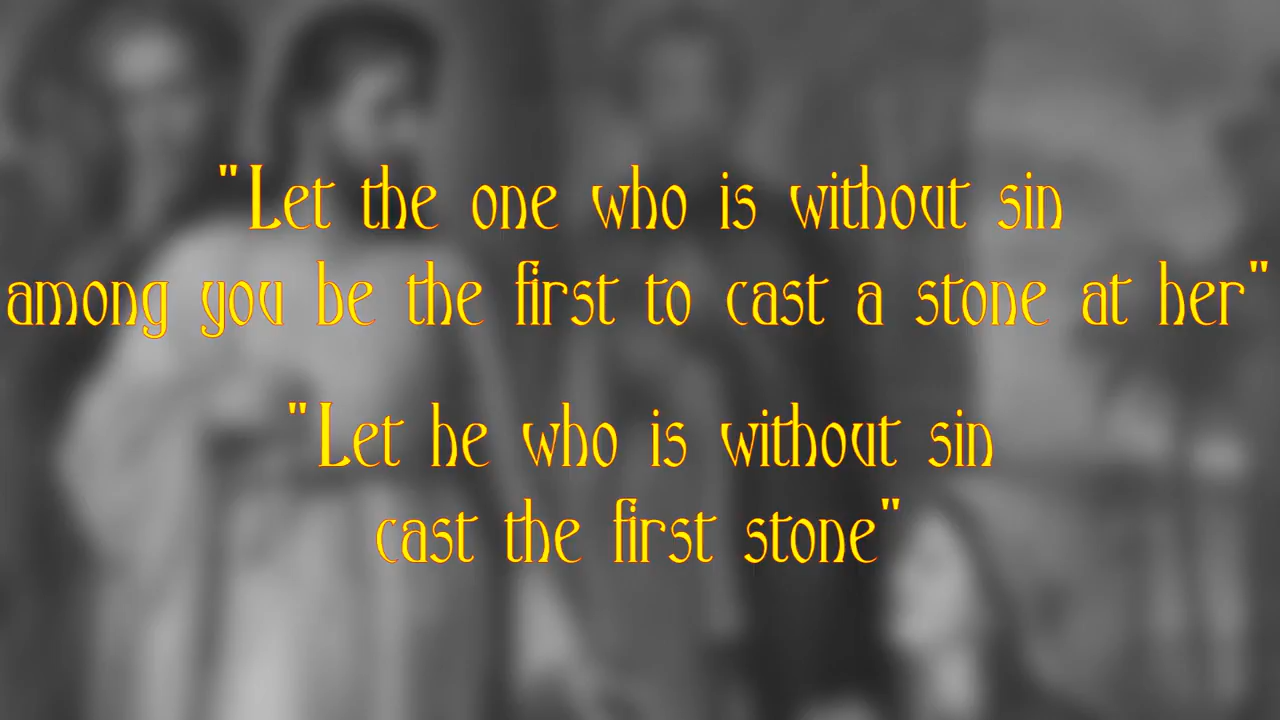 "Let the one who is without sin
among you be the first to cast a stone at her"
"Let he who is without sin
cast the first stone"